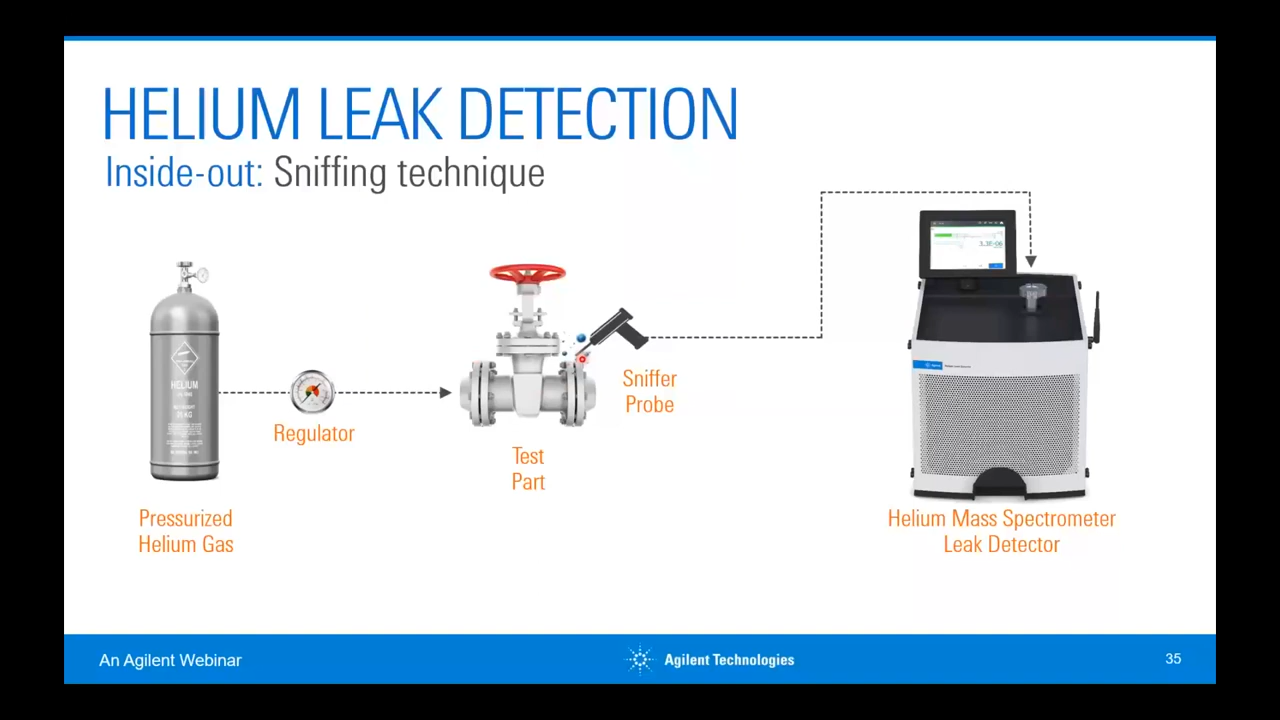 HELIUM LEAK DETECTION
Inside-out: Sniffing technique
HELIUM
Regulator
Test
Part
Sniffer
Probe
Pressurized
Helium Gas
Helium Mass Spectrometer
Leak Detector
An Agilent Webinar
Agilent Technologies
35